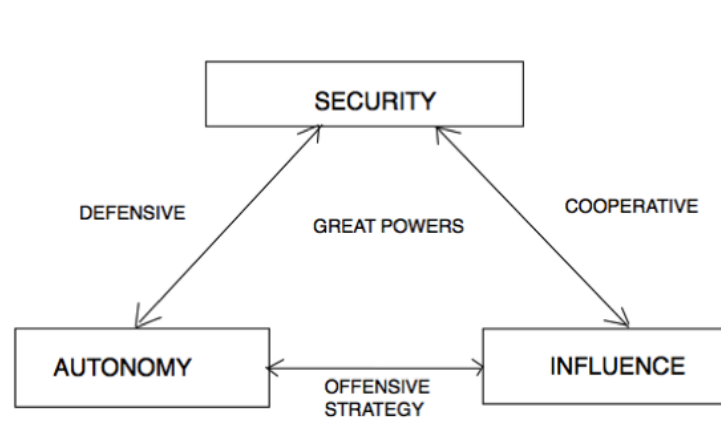 SECURITY
DEFENSIVE
COOPERATIVE
GREAT POWERS
AUTONOMY
INFLUENCE
OFFENSIVE
STRATEGY